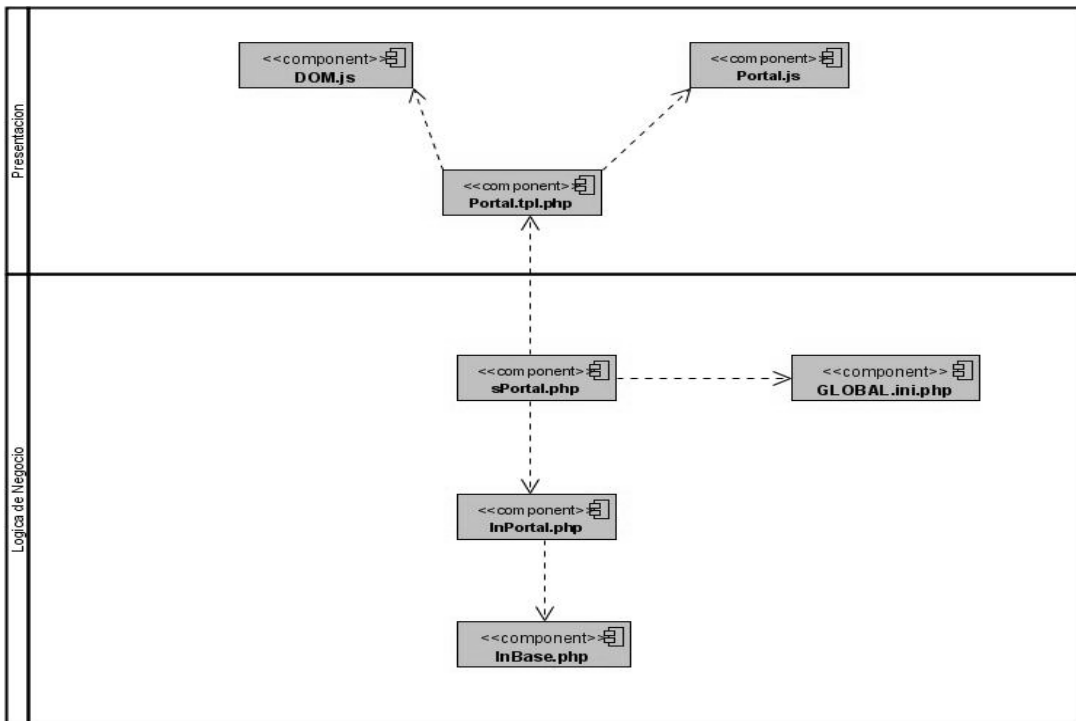 Presentacion
<<component>>
DOM.js
<<component>>
Portal.js
<<component>>
Portal.tpl.php
Logica de Negocio
<<component>>
sPortal.php
<<component>>
GLOBAL.ini.php
<<component>>
lnPortal.php
<<component>>
lnBase.php